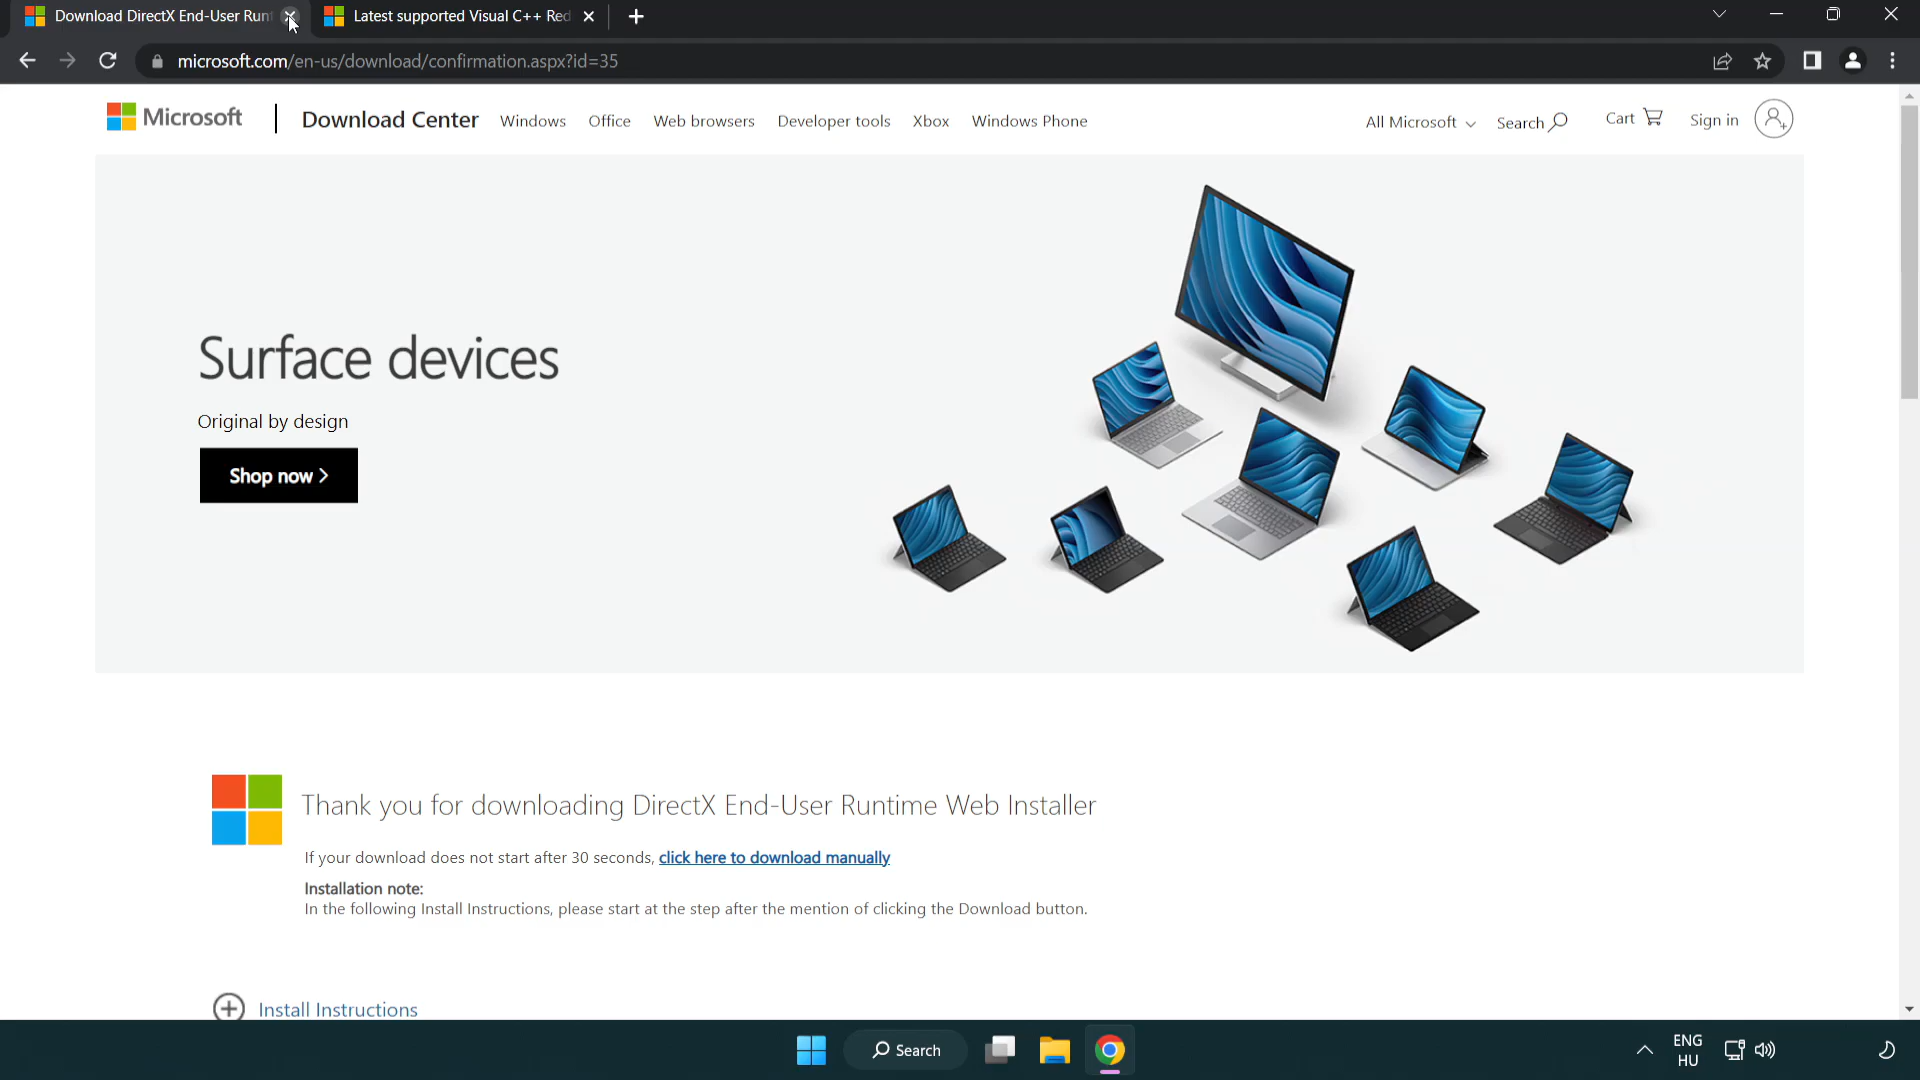 Download DirectX End-User Runt
Latest supported Visual C++ Red
microsoft.com/en-us/download/confirmation.aspx?id=35
Microsoft
Download Center
Windows
Office
Web browsers
Developer tools
Xbox
Windows Phone
All Microsoft
Search
Cart
Sign in
Surface devices
Original by design
Shop now
Thank you for downloading DirectX End-User Runtime Web Installer
If your download does not start after 30 seconds, click here to download manually
Installation note:
In the following Install Instructions, please start at the step after the mention of clicking the Download button.
Install Instructions
Search
ENG
HU